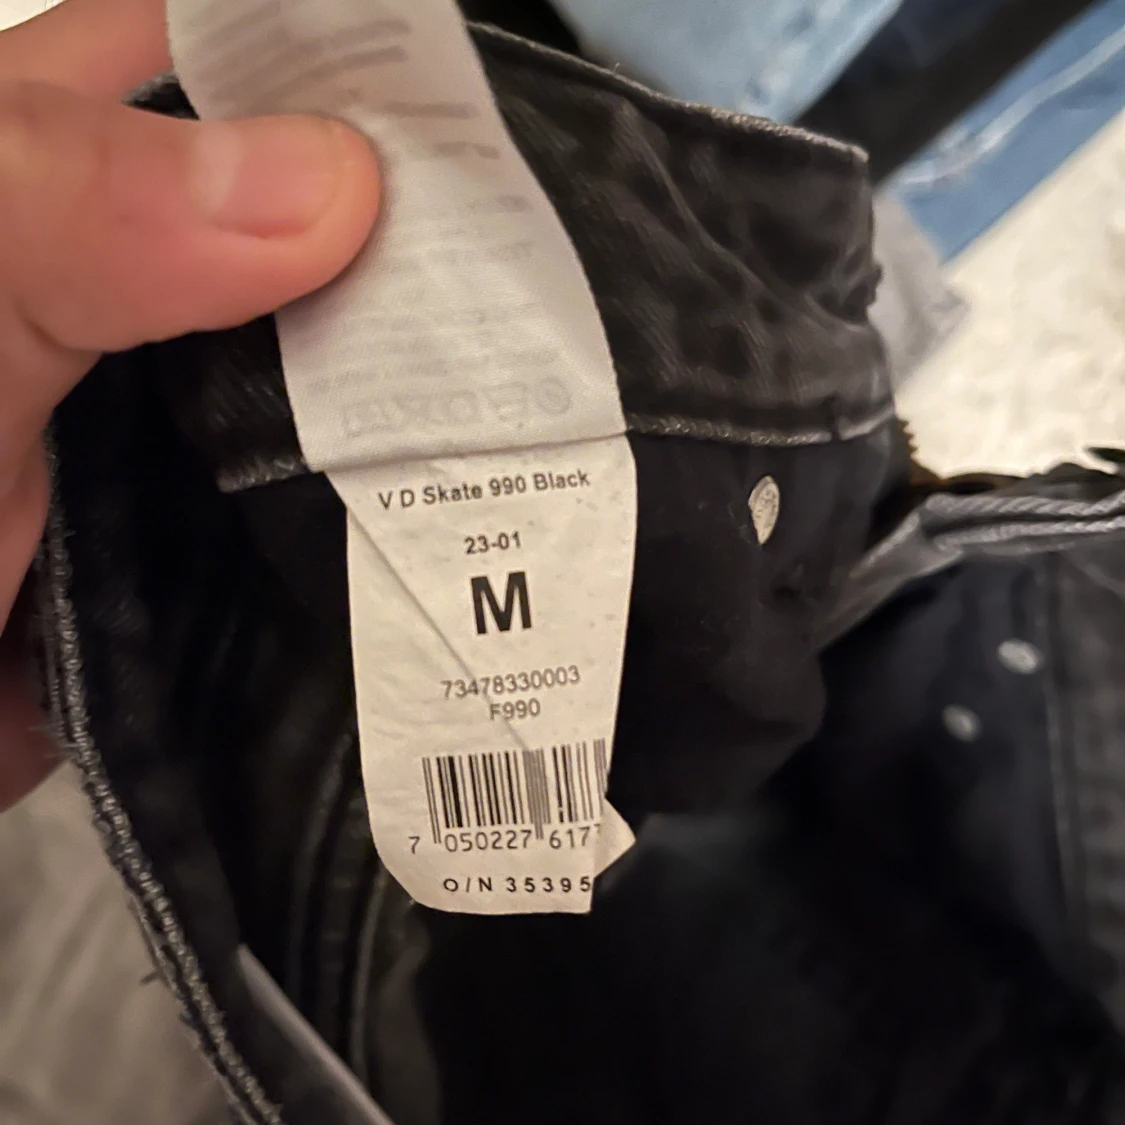 V D Skate 990 Black
23-01
M
73478330003
F990
7 050227 617
O/N 35395